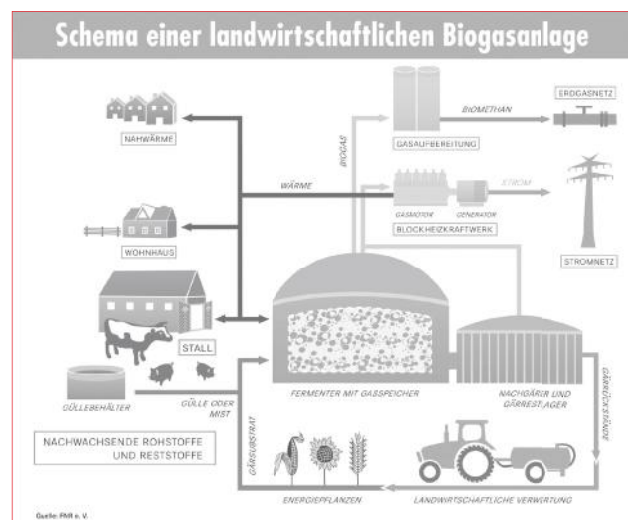 Schema einer landwirtschaftlichen Biogasanlage
NAHWÄRME
WOHNHAUS
STALL
GÜLLEBEHÄLTER
GÜLLE ODER
MIST
NACHWACHSENDE ROHSTOFFE
UND RESTSTOFFE
WÄRME
BIOGAS
GASAUFBEREITUNG
BIOMETHAN
ERDGASNETZ
GASMOTOR
GENERATOR
BLOCKHEIZKRAFTWERK
STROM
STROMNETZ
FERMENTER MIT GASSPEICHER
NACHGÄRER UND
GÄRRESTLAGER
GÄRRÜCKSTÄNDE
GÄRSUBSTRAT
ENERGIEPFLANZEN
LANDWIRTSCHAFTLICHE VERWIRTUNG
Quelle: FNR e. V.